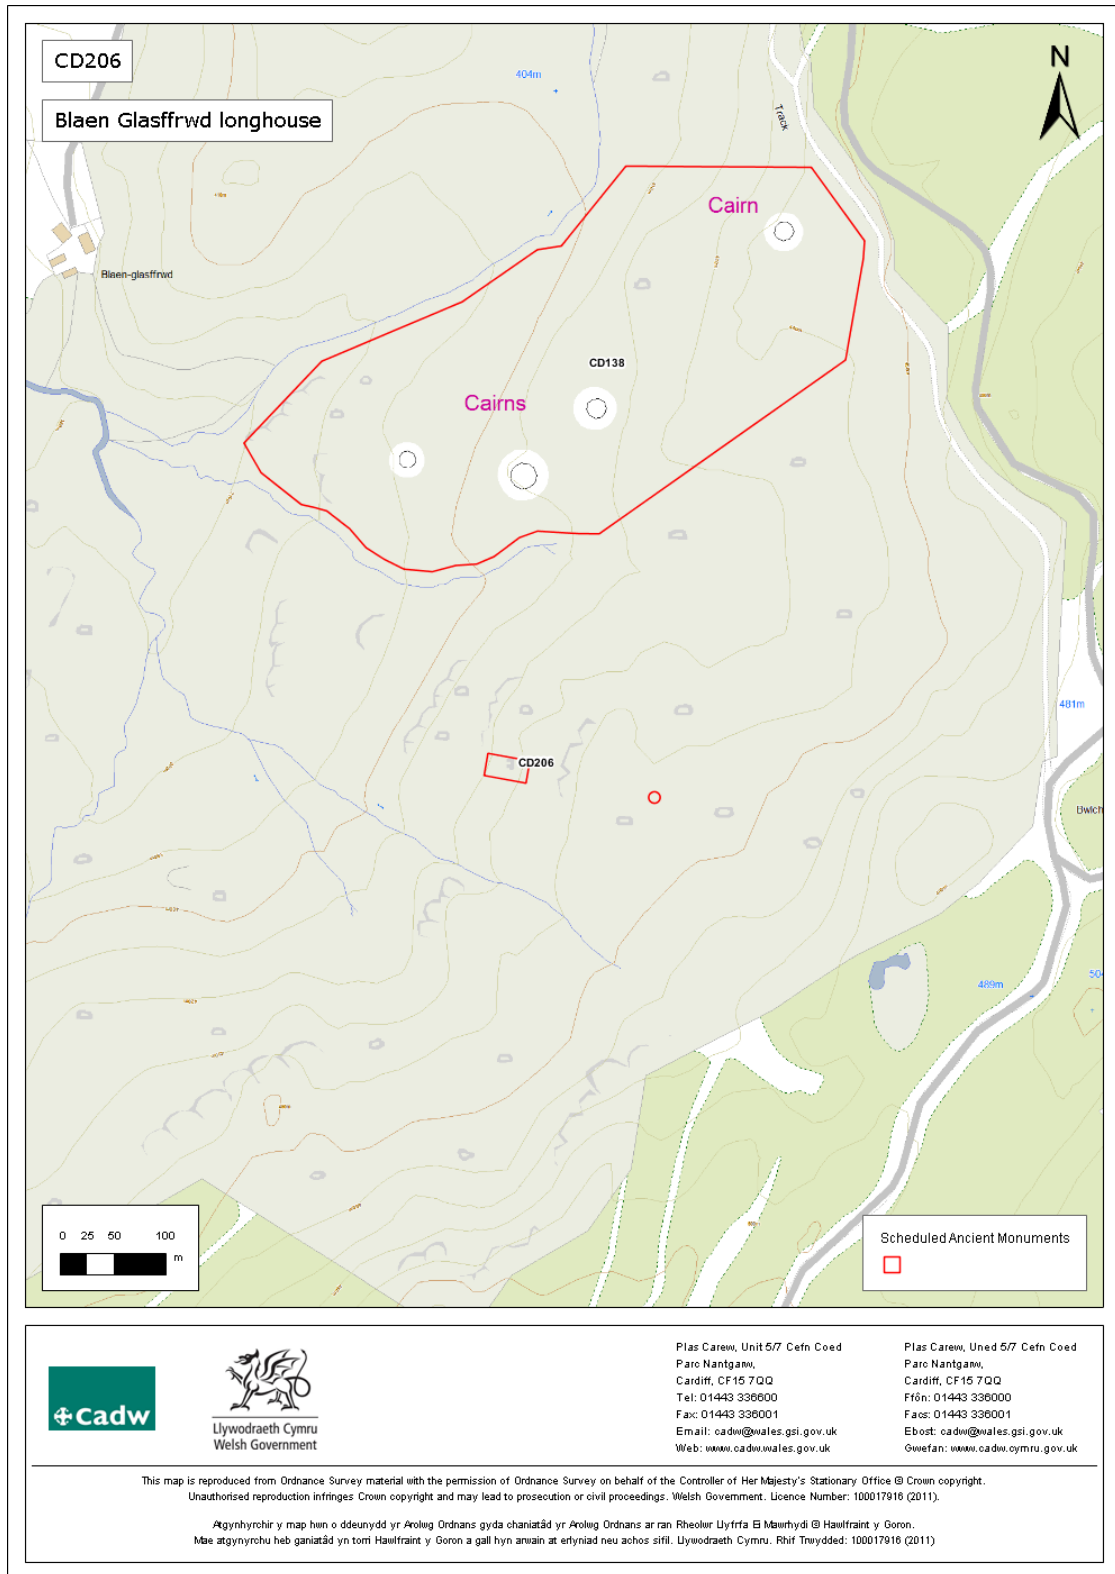 CD206
Blaen Glasffrwd longhouse
N
404m
Track
Cairn
Blaen-glasffrwd
CD138
Cairns
481m
CD206
Bwlch
489m
504
0 25 50 100
m
Scheduled Ancient Monuments
Cadw
Llywodraeth Cymru
Welsh Government
Plas Carew, Unit 5/7 Cefn Coed
Parc Nantgarw,
Cardiff, CF15 7QQ
Tel: 01443 336600
Fax: 01443 336001
Email: cadw@wales.gsi.gov.uk
Web: www.cadw.wales.gov.uk
Plas Carew, Uned 5/7 Cefn Coed
Parc Nantgarw,
Cardiff, CF15 7QQ
Ffôn: 01443 336000
Facs: 01443 336001
Ebost: cadw@wales.gsi.gov.uk
Gwefan: www.cadw.cymru.gov.uk
This map is reproduced from Ordnance Survey material with the permission of Ordnance Survey on behalf of the Controller of Her Majesty's Stationary Office © Crown copyright.
Unauthorised reproduction infringes Crown copyright and may lead to prosecution or civil proceedings. Welsh Government. Licence Number: 100017916 (2011).
Atgynhyrchir y map hwn o ddeunydd yr Arolwg Ordnans gyda chaniatâd yr Arolwg Ordnans ar ran Rheolwr Llyfrfa Ei Mawrhydi © Hawlfraint y Goron.
Mae atgynyrchu heb ganiatâd yn torri Hawlfraint y Goron a gall hyn arwain at erlyniad neu achos sifil. Llywodraeth Cymru. Rhif Trwydded: 100017916 (2011)